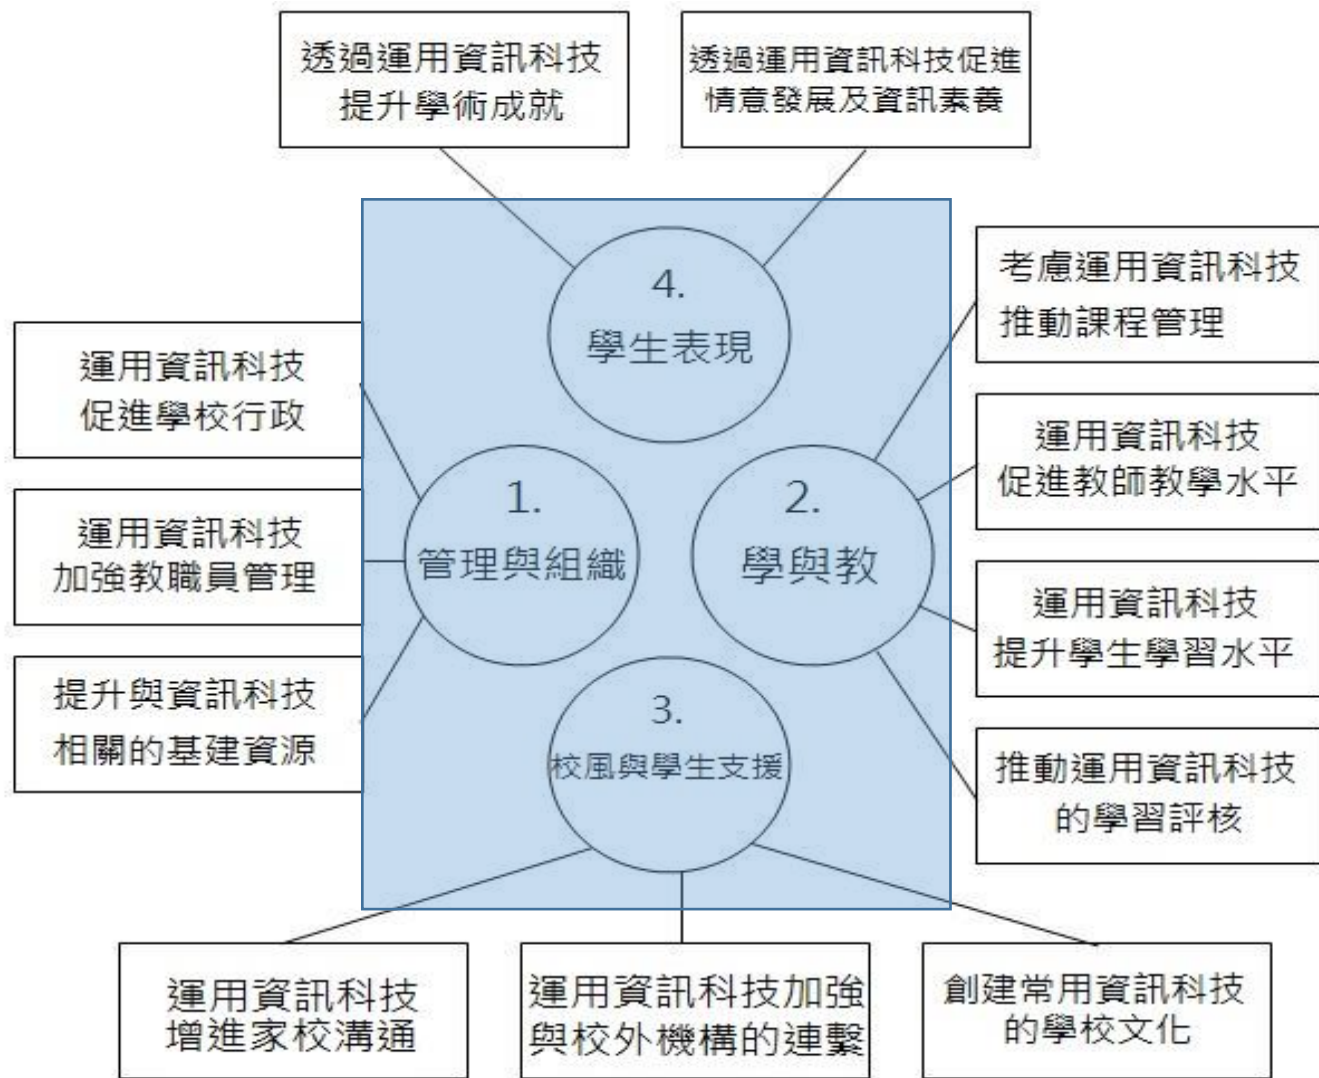 透過運用資訊科技
提升學術成就
透過運用資訊科技促進
情意發展及資訊素養
4.
學生表現
考慮運用資訊科技
推動課程管理
運用資訊科技
促進學校行政
運用資訊科技
促進教師教學水平
1.
管理與組織
2.
學與教
運用資訊科技
加強教職員管理
運用資訊科技
提升學生學習水平
提升與資訊科技
相關的基建資源
3.
校風與學生支援
推動運用資訊科技
的學習評核
運用資訊科技
增進家校溝通
運用資訊科技加強
與校外機構的連繫
創建常用資訊科技
的學校文化